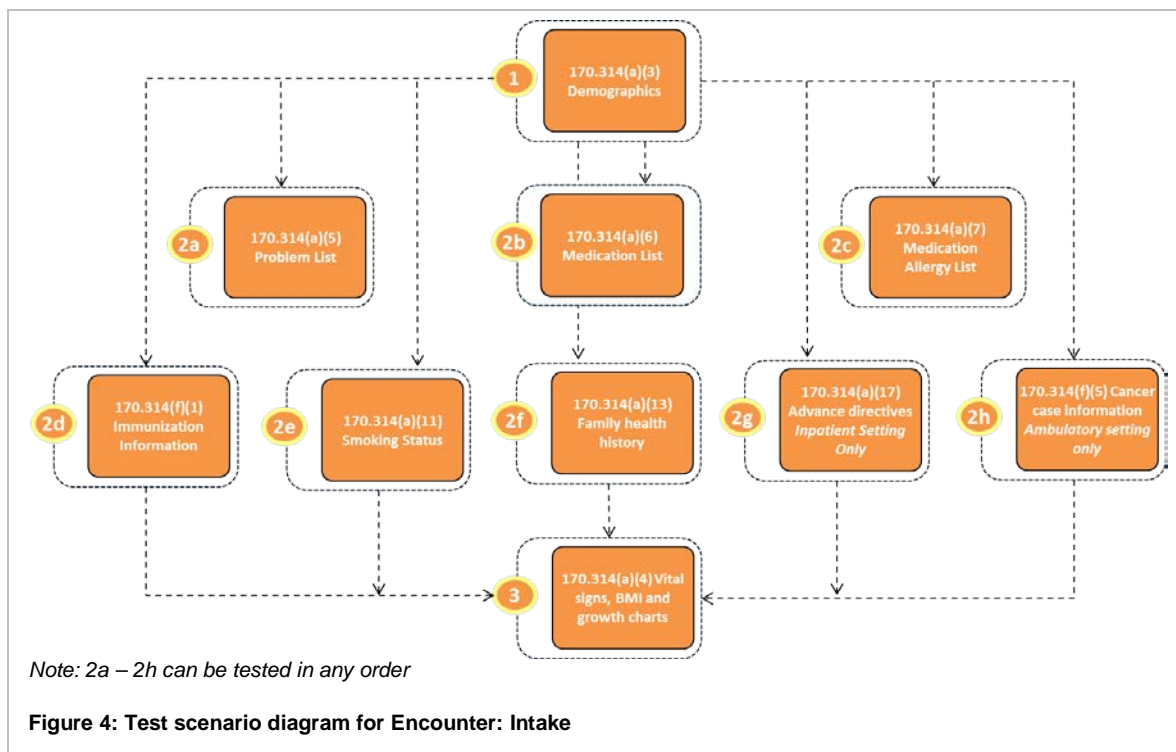 1
170.314(a)(3)
Demographics
2a
170.314(a)(5)
Problem List
2b
170.314(a)(6)
Medication List
2c
170.314(a)(7)
Medication
Allergy List
2d
170.314(f)(1)
Immunization
Information
2e
170.314(a)(11)
Smoking Status
2f
170.314(a)(13)
Family health
history
2g
170.314(a)(17)
Advance directives
Inpatient Setting
Only
2h
170.314(f)(5) Cancer
case information
Ambulatory setting
only
3
170.314(a)(4) Vital
signs, BMI and
growth charts
Note: 2a – 2h can be tested in any order
Figure 4: Test scenario diagram for Encounter: Intake